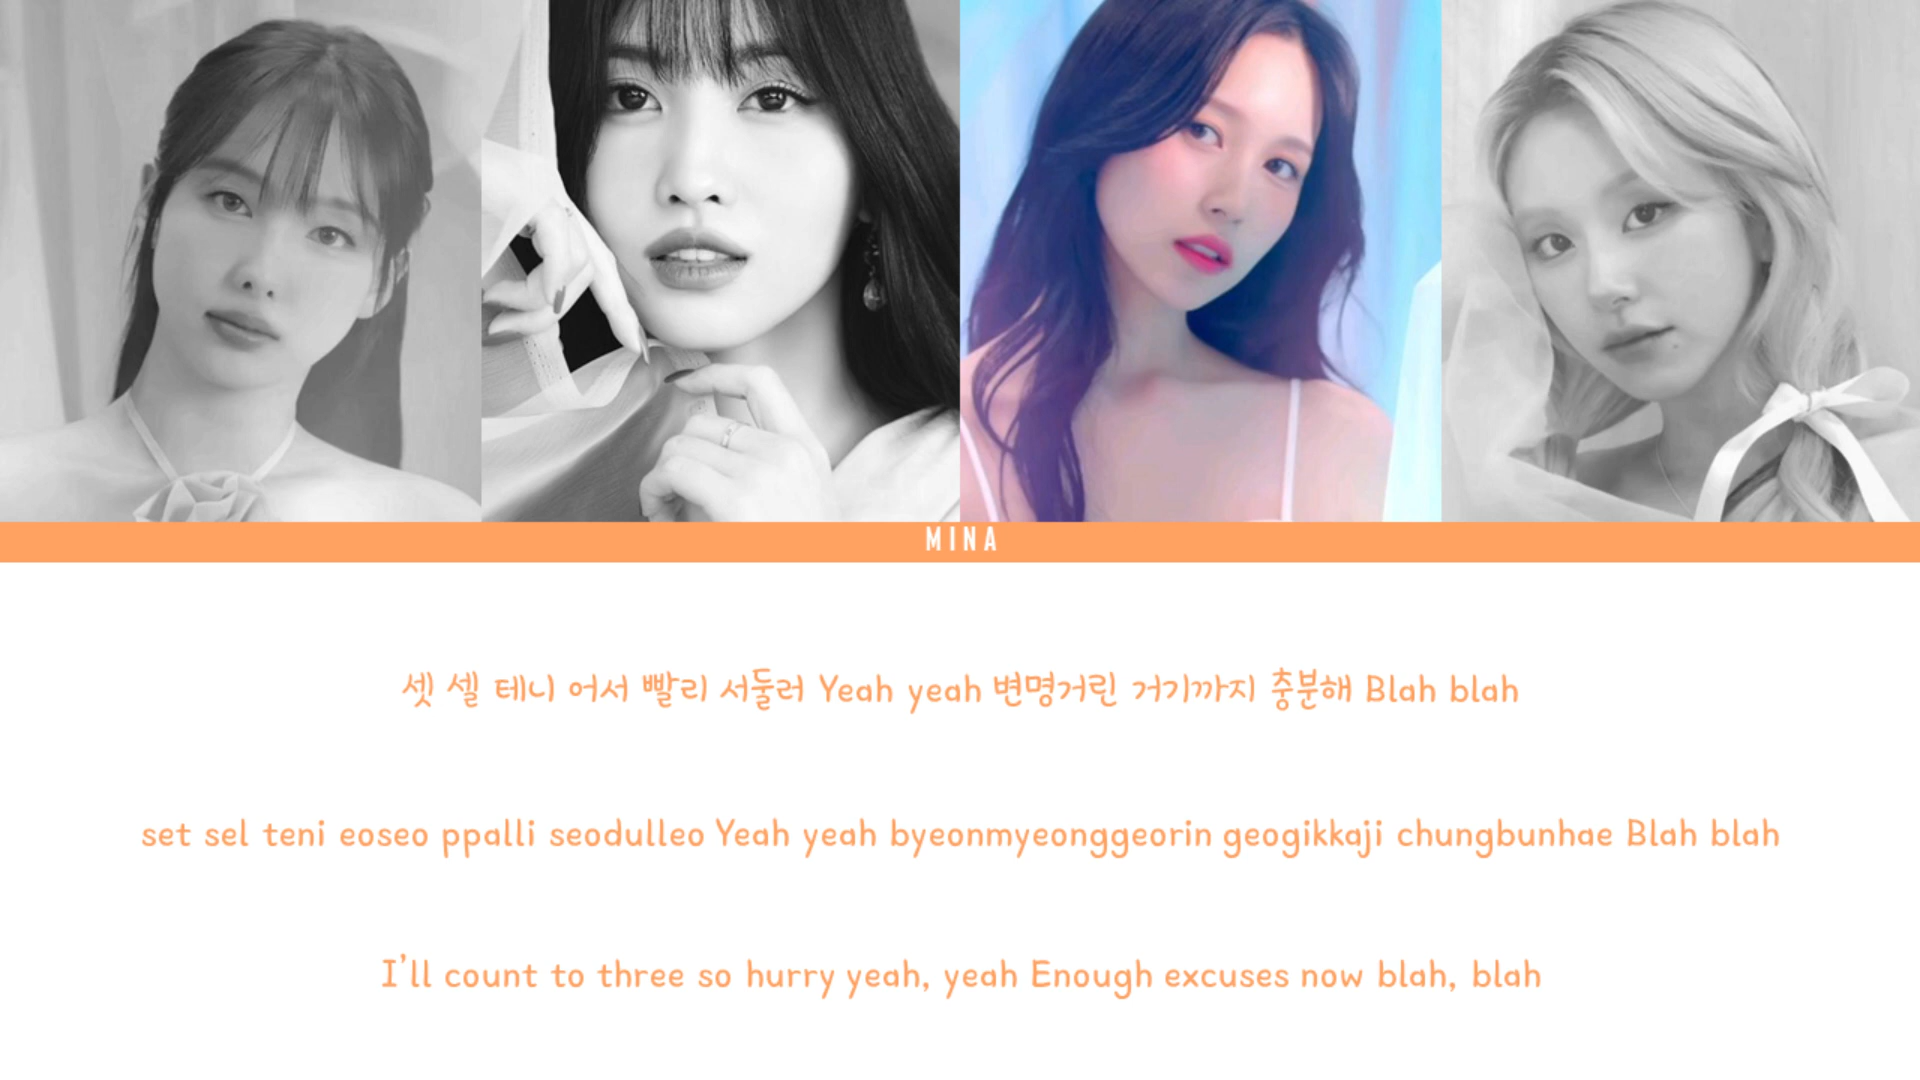 MINA
셋 셀 테니 어서 빨리 서둘러 Yeah yeah 변명거린 거기까지 충분해 Blah blah
set sel teni eoseo ppalli seodulleo Yeah yeah byeonmyeonggeorin geogikkaji chungbunhae Blah blah
I'll count to three so hurry yeah, yeah Enough excuses now blah, blah